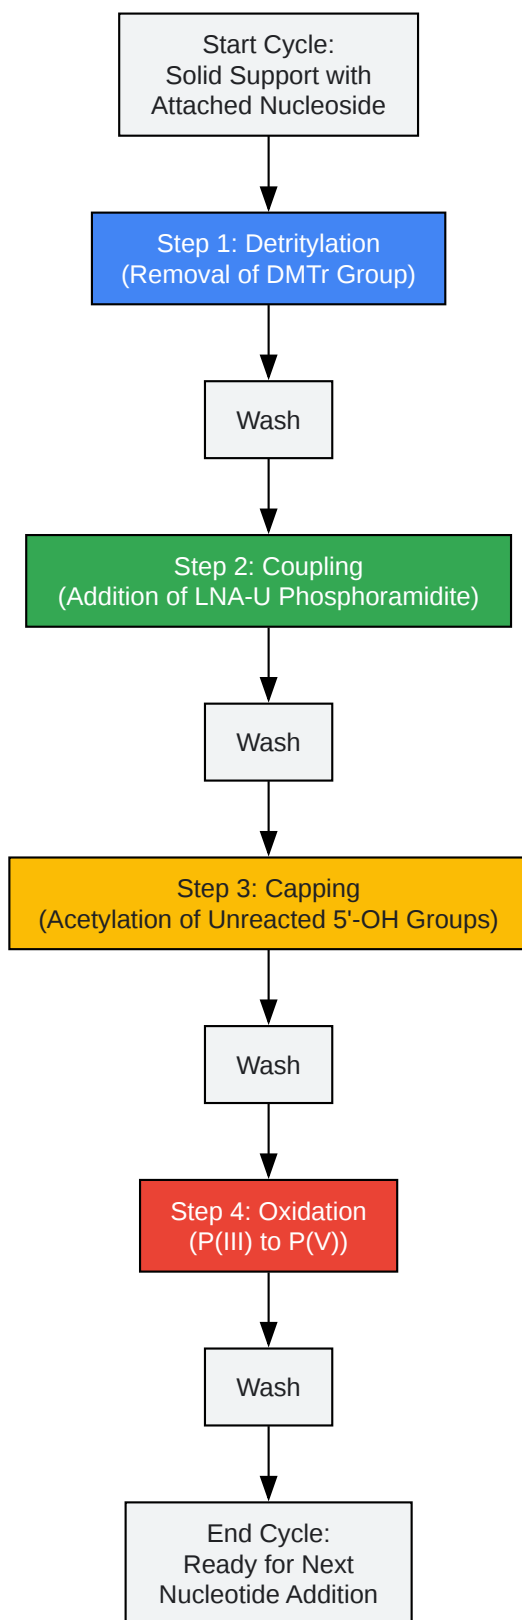 Start Cycle:
Solid Support with
Attached Nucleoside
Step 1: Detritylation
(Removal of DMTr Group)
Wash
Step 2: Coupling
(Addition of LNA-U Phosphoramidite)
Wash
Step 3: Capping
(Acetylation of Unreacted 5'-OH Groups)
Wash
Step 4: Oxidation
(P(III) to P(V))
Wash
End Cycle:
Ready for Next
Nucleotide Addition